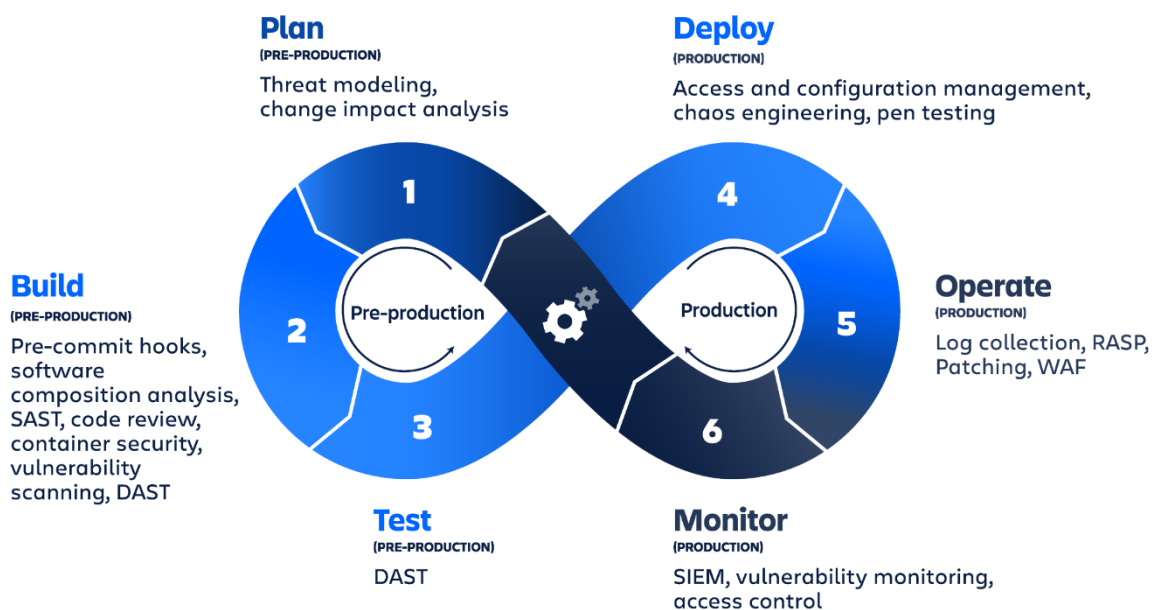 Plan
(PRE-PRODUCTION)
Threat modeling,
change impact analysis
Deploy
(PRODUCTION)
Access and configuration management,
chaos engineering, pen testing
1
4
Build
(PRE-PRODUCTION)
Pre-commit hooks,
software
composition analysis,
SAST, code review,
container security,
vulnerability
scanning, DAST
2
Pre-production
Production
5
Operate
(PRODUCTION)
Log collection, RASP,
Patching, WAF
3
6
Test
(PRE-PRODUCTION)
DAST
Monitor
(PRODUCTION)
SIEM, vulnerability monitoring,
access control